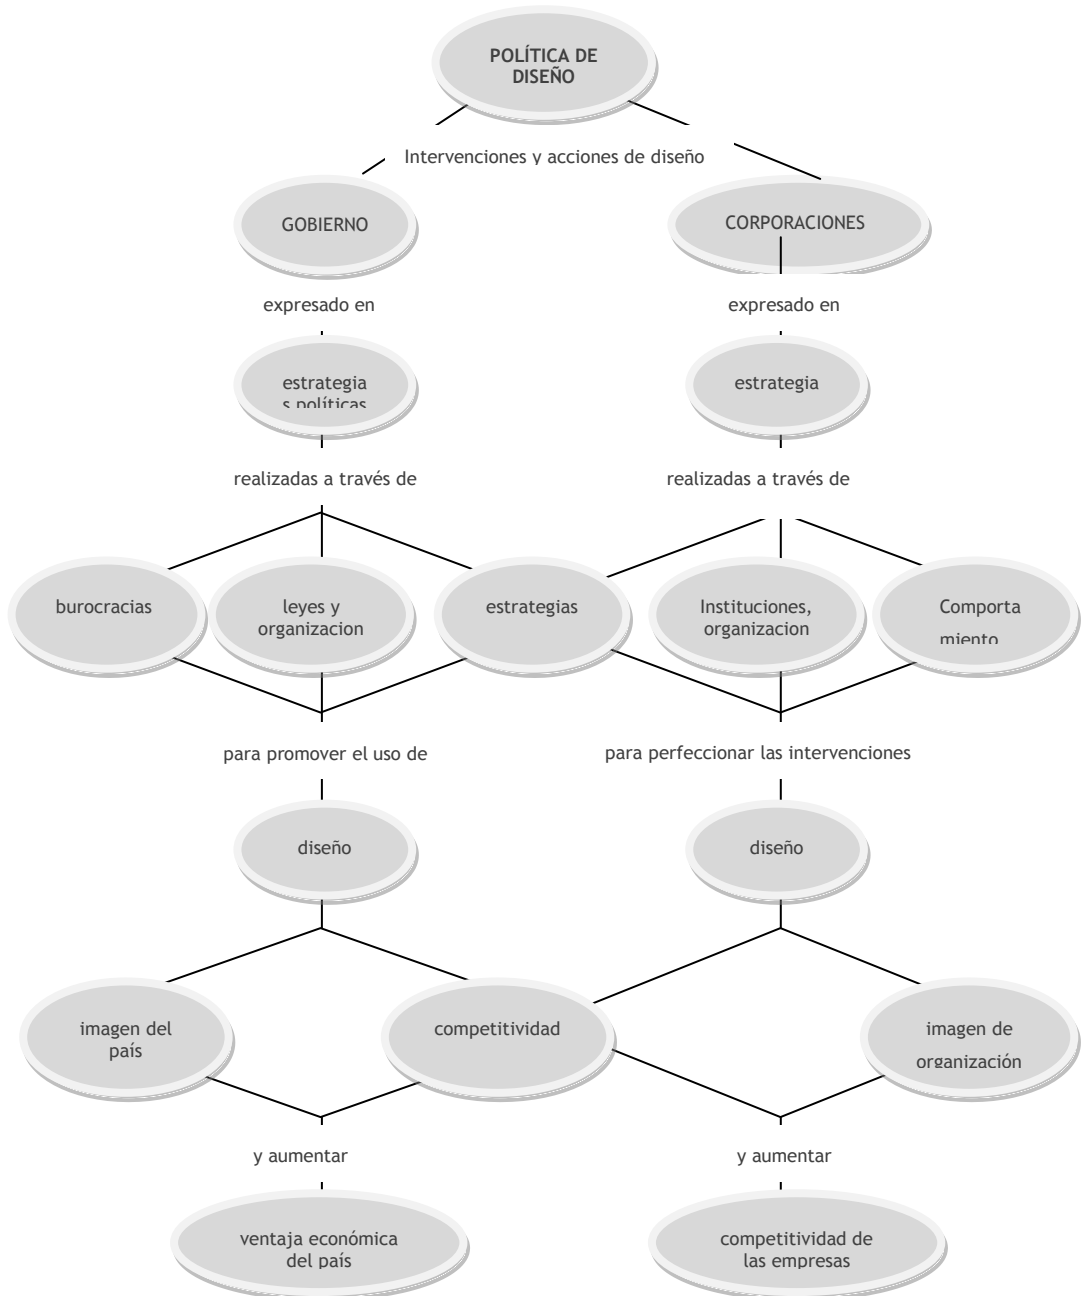 POLÍTICA DE
DISEÑO
Intervenciones y acciones de diseño
GOBIERNO
CORPORACIONES
expresado en
expresado en
estrategia
s políticas
estrategia
realizadas a través de
realizadas a través de
burocracias
leyes y
organizacion
estrategias
Instituciones,
organizacion
Comporta
miento
para promover el uso de
para perfeccionar las intervenciones
diseño
diseño
imagen del
país
competitividad
imagen de
organización
y aumentar
y aumentar
ventaja económica
del país
competitividad de
las empresas